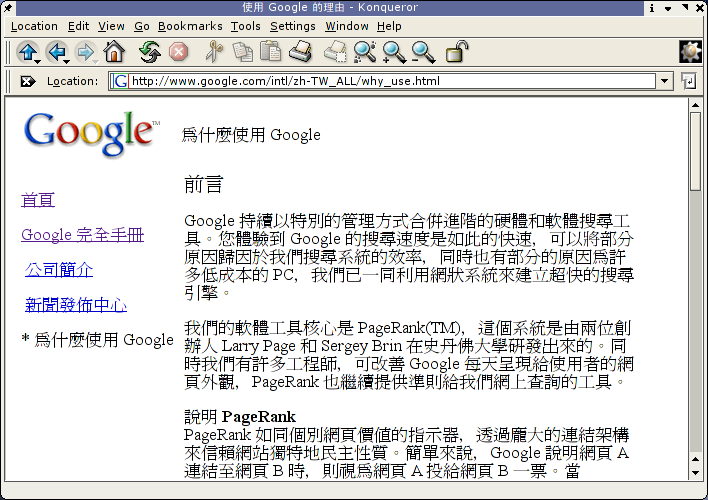 使用 Google 的理由 - Konqueror
Location Edit View Go Bookmarks Tools Settings Window Help
Location: http://www.google.com/intl/zh-TW_ALL/why_use.html
Google™
爲什麼使用 Google
首頁
Google 完全手冊
公司簡介
新聞發佈中心
* 爲什麼使用 Google
前言
Google 持續以特別的管理方式合併進階的硬體和軟體搜尋工
具。您體驗到 Google 的搜尋速度是如此的快速，可以將部分
原因歸因於我們搜尋系統的效率，同時也有部分的原因爲許
多低成本的 PC，我們已一同利用網狀系統來建立超快的搜尋
引擎。
我們的軟體工具核心是 PageRank(TM)，這個系統是由兩位創
辦人 Larry Page 和 Sergey Brin 在史丹佛大學研發出來的。同
時我們有許多工程師，可改善 Google 每天呈現給使用者的網
頁外觀，PageRank 也繼續提供準則給我們網上查詢的工具。
說明 PageRank
PageRank 如同個別網頁價值的指示器，透過龐大的連結架構
來信賴網站獨特地民主性質。簡單來說，Google 說明網頁 A
連結至網頁 B 時，則視爲網頁 A 投給網頁 B 一票。當